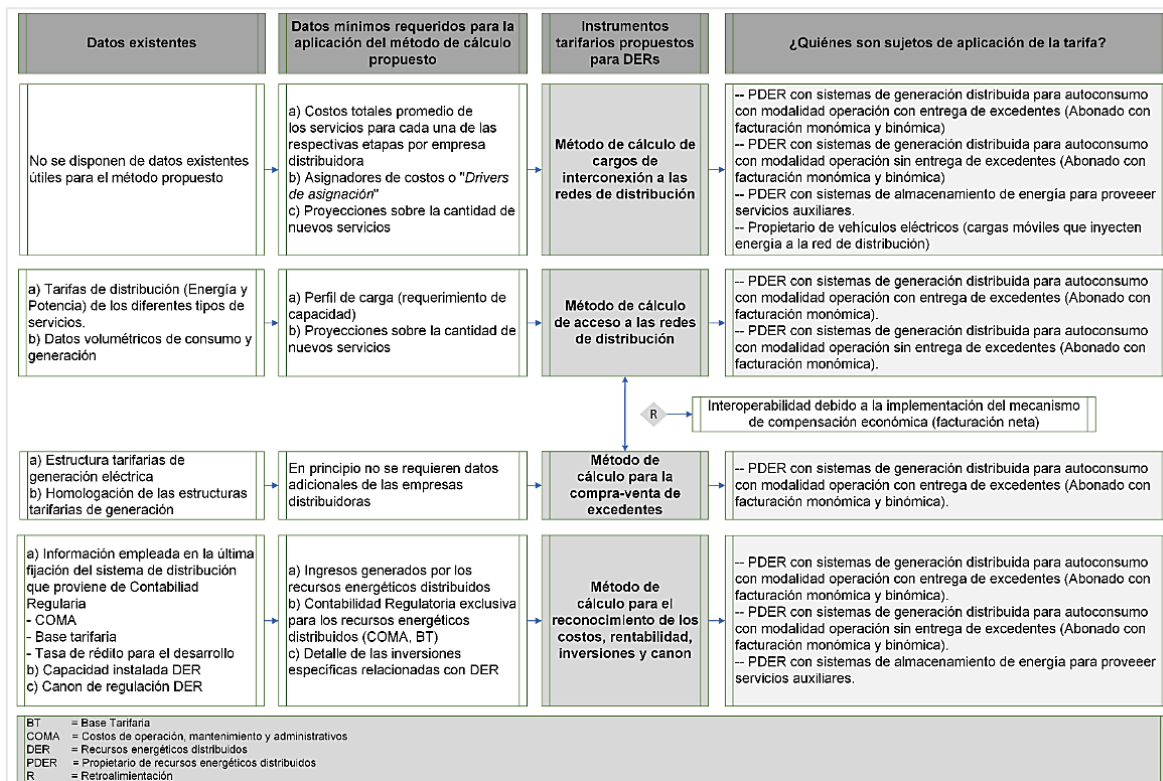 Datos existentes
Datos mínimos requeridos para la
aplicación del método de cálculo
propuesto
Instrumentos
tarifarios propuestos
para DERs
¿Quiénes son sujetos de aplicación de la tarifa?
No se disponen de datos existentes
útiles para el método propuesto
a) Costos totales promedio de
los servicios para cada una de las
respectivas etapas por empresa
distribuidora
b) Asignadores de costos o "Drivers
de asignación"
c) Proyecciones sobre la cantidad de
nuevos servicios
Método de cálculo de
cargos de
interconexión a las
redes de distribución
-- PDER con sistemas de generación distribuida para autoconsumo
con modalidad operación con entrega de excedentes (Abonado con
facturación monómica y binómica)
-- PDER con sistemas de generación distribuida para autoconsumo
con modalidad operación sin entrega de excedentes (Abonado con
facturación monómica y binómica)
-- PDER con sistemas de almacenamiento de energía para proveeer
servicios auxiliares.
-- Propietario de vehículos eléctricos (cargas móviles que inyecten
energía a la red de distribución)
a) Tarifas de distribución (Energía y
Potencia) de los diferentes tipos de
servicios.
b) Datos volumétricos de consumo y
generación
a) Perfil de carga (requerimiento de
capacidad)
b) Proyecciones sobre la cantidad de
nuevos servicios
Método de cálculo
de acceso a las redes
de distribución
-- PDER con sistemas de generación distribuida para autoconsumo
con modalidad operación con entrega de excedentes (Abonado con
facturación monómica).
-- PDER con sistemas de generación distribuida para autoconsumo
con modalidad operación sin entrega de excedentes (Abonado con
facturación monómica).
R
Interoperabilidad debido a la implementación del mecanismo
de compensación económica (facturación neta)
a) Estructura tarifarias de
generación eléctrica
b) Homologación de las estructuras
tarifarias de generación
En principio no se requieren datos
adicionales de las empresas
distribuidoras
Método de
cálculo para la
compra-venta de
excedentes
-- PDER con sistemas de generación distribuida para autoconsumo
con modalidad operación con entrega de excedentes (Abonado con
facturación monómica y binómica).
a) Información empleada en la última
fijación del sistema de distribución
que proviene de Contabiliad
Regularia
- COMA
- Base tarifaria
- Tasa de rédito para el desarrollo
b) Capacidad instalada DER
c) Canon de regulación DER
a) Ingresos generados por los
recursos energéticos distribuidos
b) Contabilidad Regulatoria exclusiva
para los recursos energéticos
distribuidos (COMA, BT)
c) Detalle de las inversiones
específicas relacionadas con DER
Método de
cálculo para el
reconocimiento de los
costos, rentabilidad,
inversiones y canon
-- PDER con sistemas de generación distribuida para autoconsumo
con modalidad operación con entrega de excedentes (Abonado con
facturación monómica y binómica).
-- PDER con sistemas de generación distribuida para autoconsumo
con modalidad operación sin entrega de excedentes (Abonado con
facturación monómica y binómica).
-- PDER con sistemas de almacenamiento de energía para proveeer
servicios auxiliares.
BT = Base Tarifaria
COMA = Costos de operación, mantenimiento y administrativos
DER = Recursos energéticos distribuidos
PDER = Propietario de recursos energéticos distribuidos
R = Retroalimentación